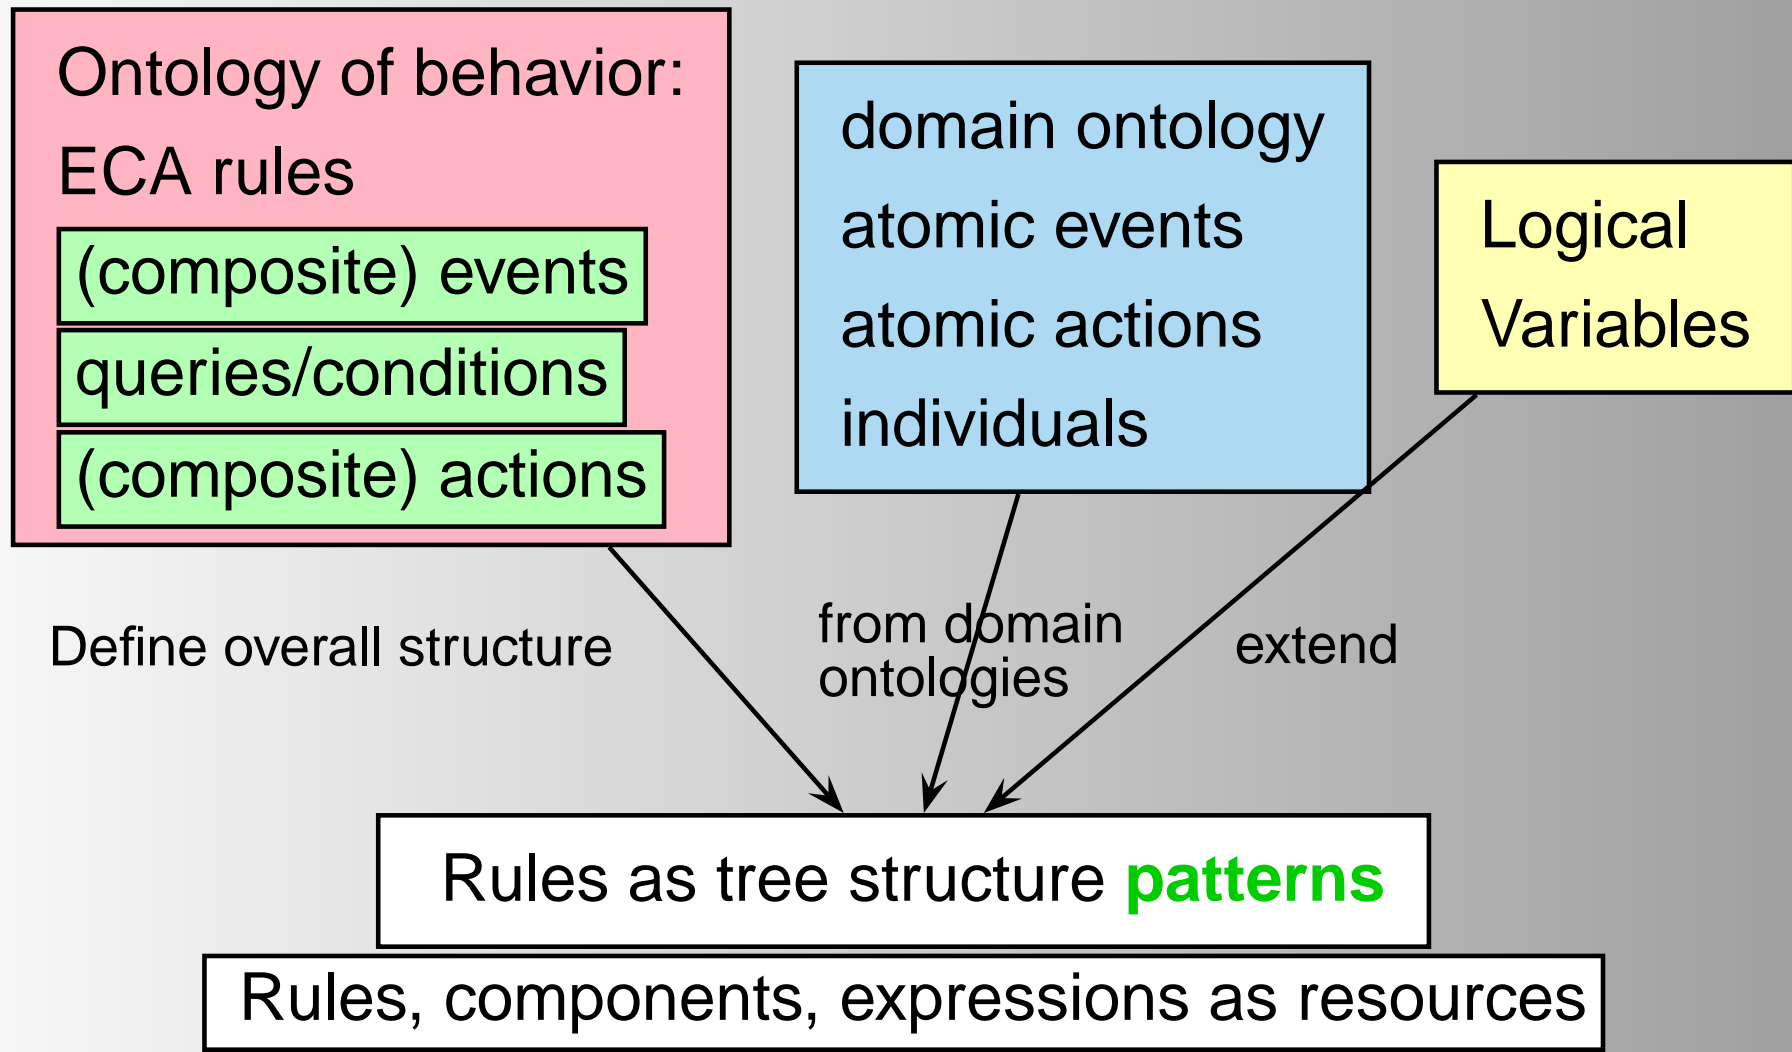 Ontology of behavior:
ECA rules
(composite) events
queries/conditions
(composite) actions
domain ontology
atomic events
atomic actions
individuals
Logical
Variables
Define overall structure
from domain
ontologies
extend
Rules as tree structure patterns
Rules, components, expressions as resources